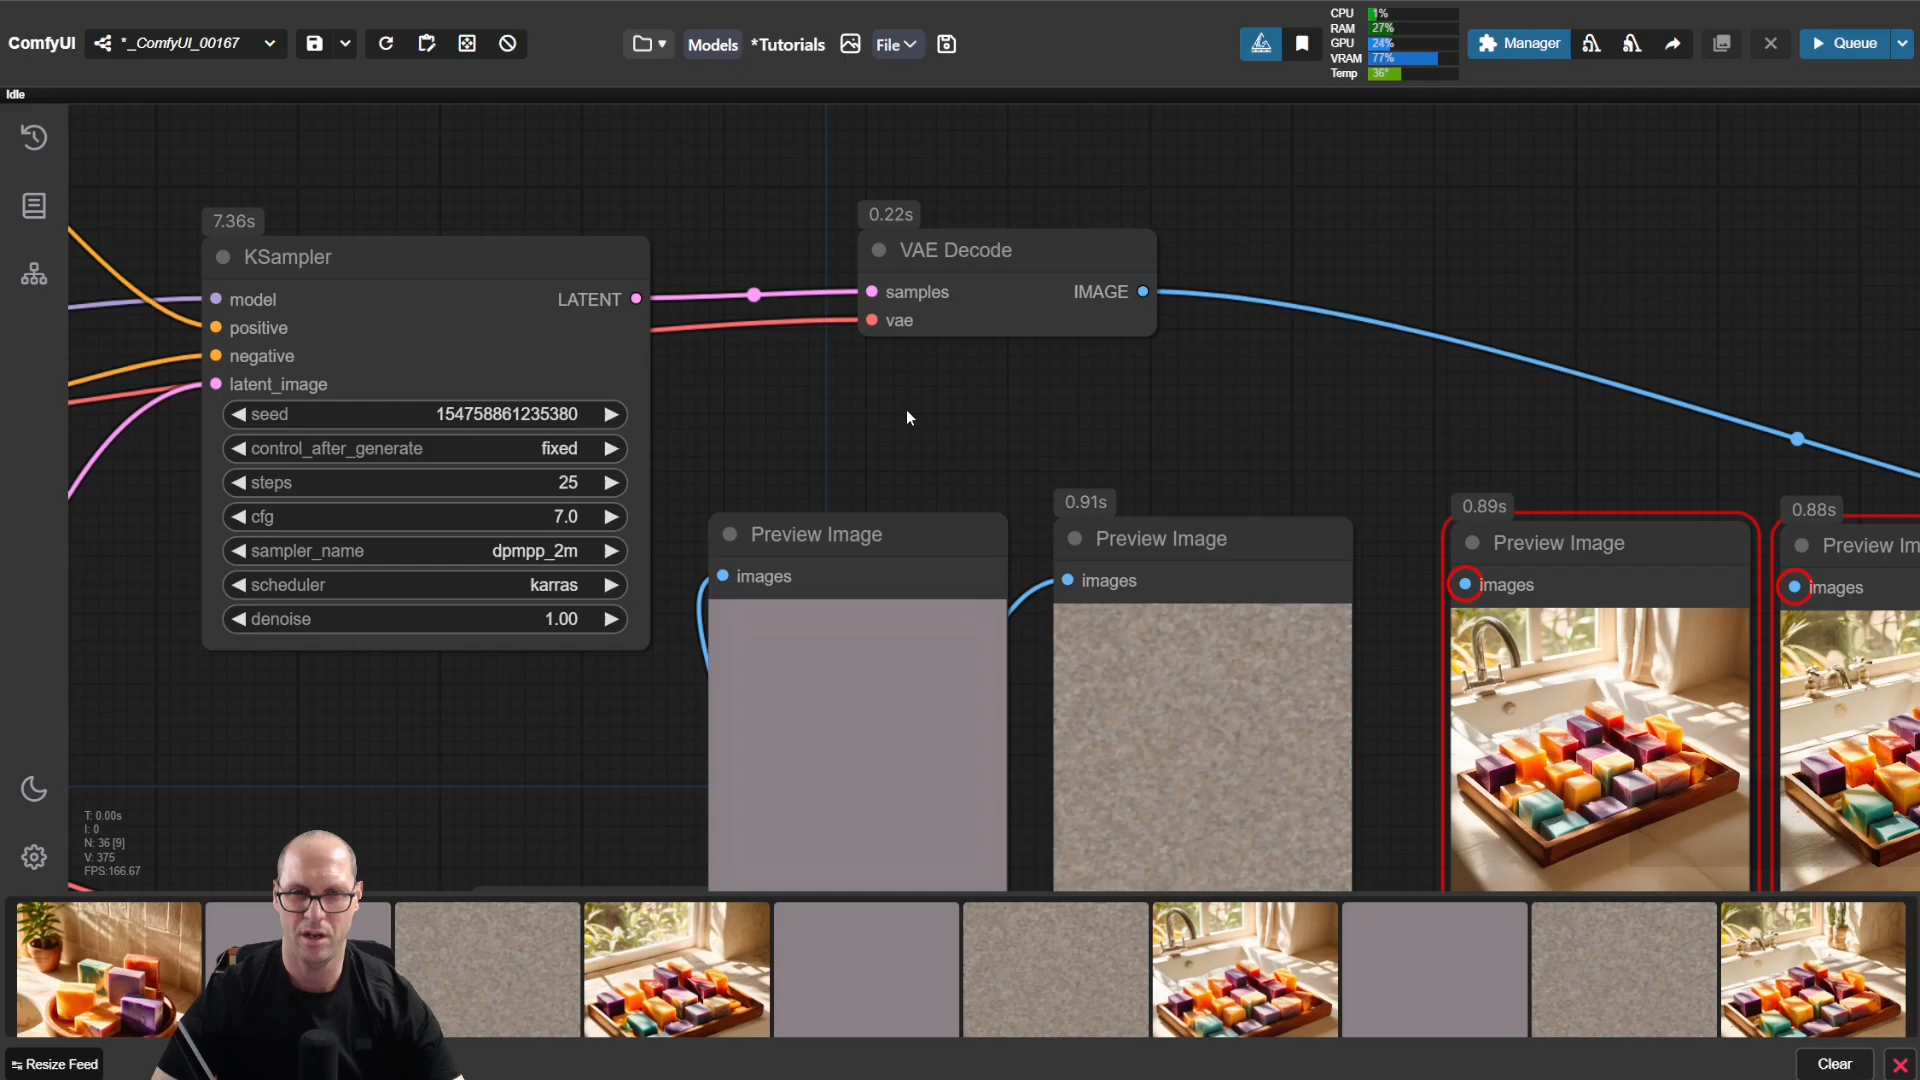 ComfyUI
*_ComfyUI_00167
Models
*Tutorials
File
CPU 1%
RAM 27%
GPU 24%
VRAM 77%
Temp 36°
Manager
Queue
Idle
7.36s
KSampler
model
LATENT
positive
negative
latent_image
seed 154758861235380
control_after_generate fixed
steps 25
cfg 7.0
sampler_name dpmpp_2m
scheduler karras
denoise 1.00
0.22s
VAE Decode
samples
IMAGE
vae
Preview Image
images
0.91s
Preview Image
images
0.89s
Preview Image
images
0.88s
Preview Im
images
T: 0.00s
I: 0
N: 36 [9]
V: 375
FPS:166.67
Resize Feed
Clear